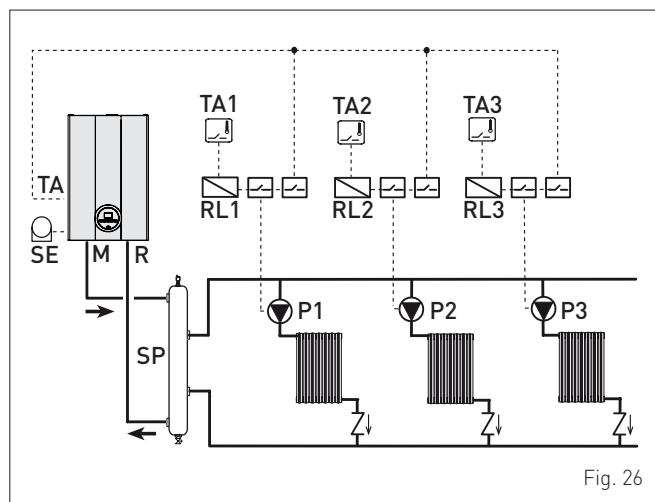 TA1 TA2 TA3
TA
RL1 RL2 RL3
SE M R
P1 P2 P3
SP
Fig. 26